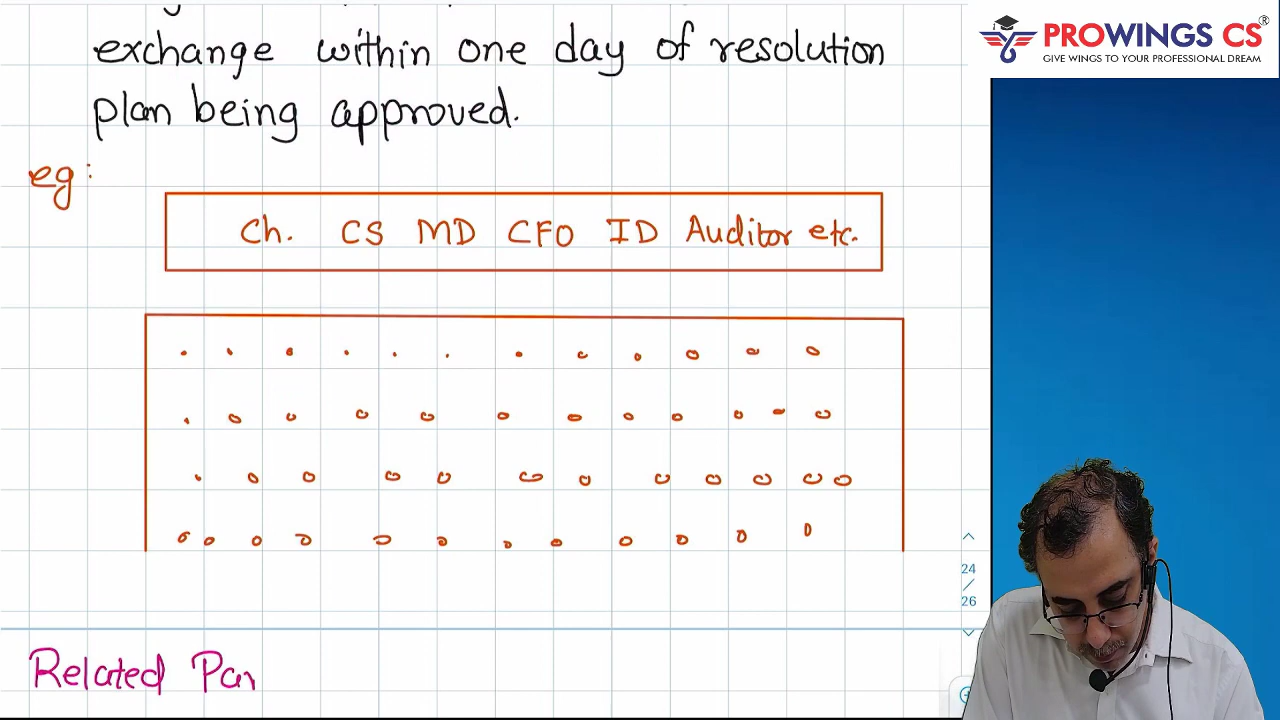 exchange within one day of resolution
plan being approved.
eg:
Ch. CS MD CFO ID Auditor etc.
Related Par
PROWINGS CS®
GIVE WINGS TO YOUR PROFESSIONAL DREAM
24
/
26